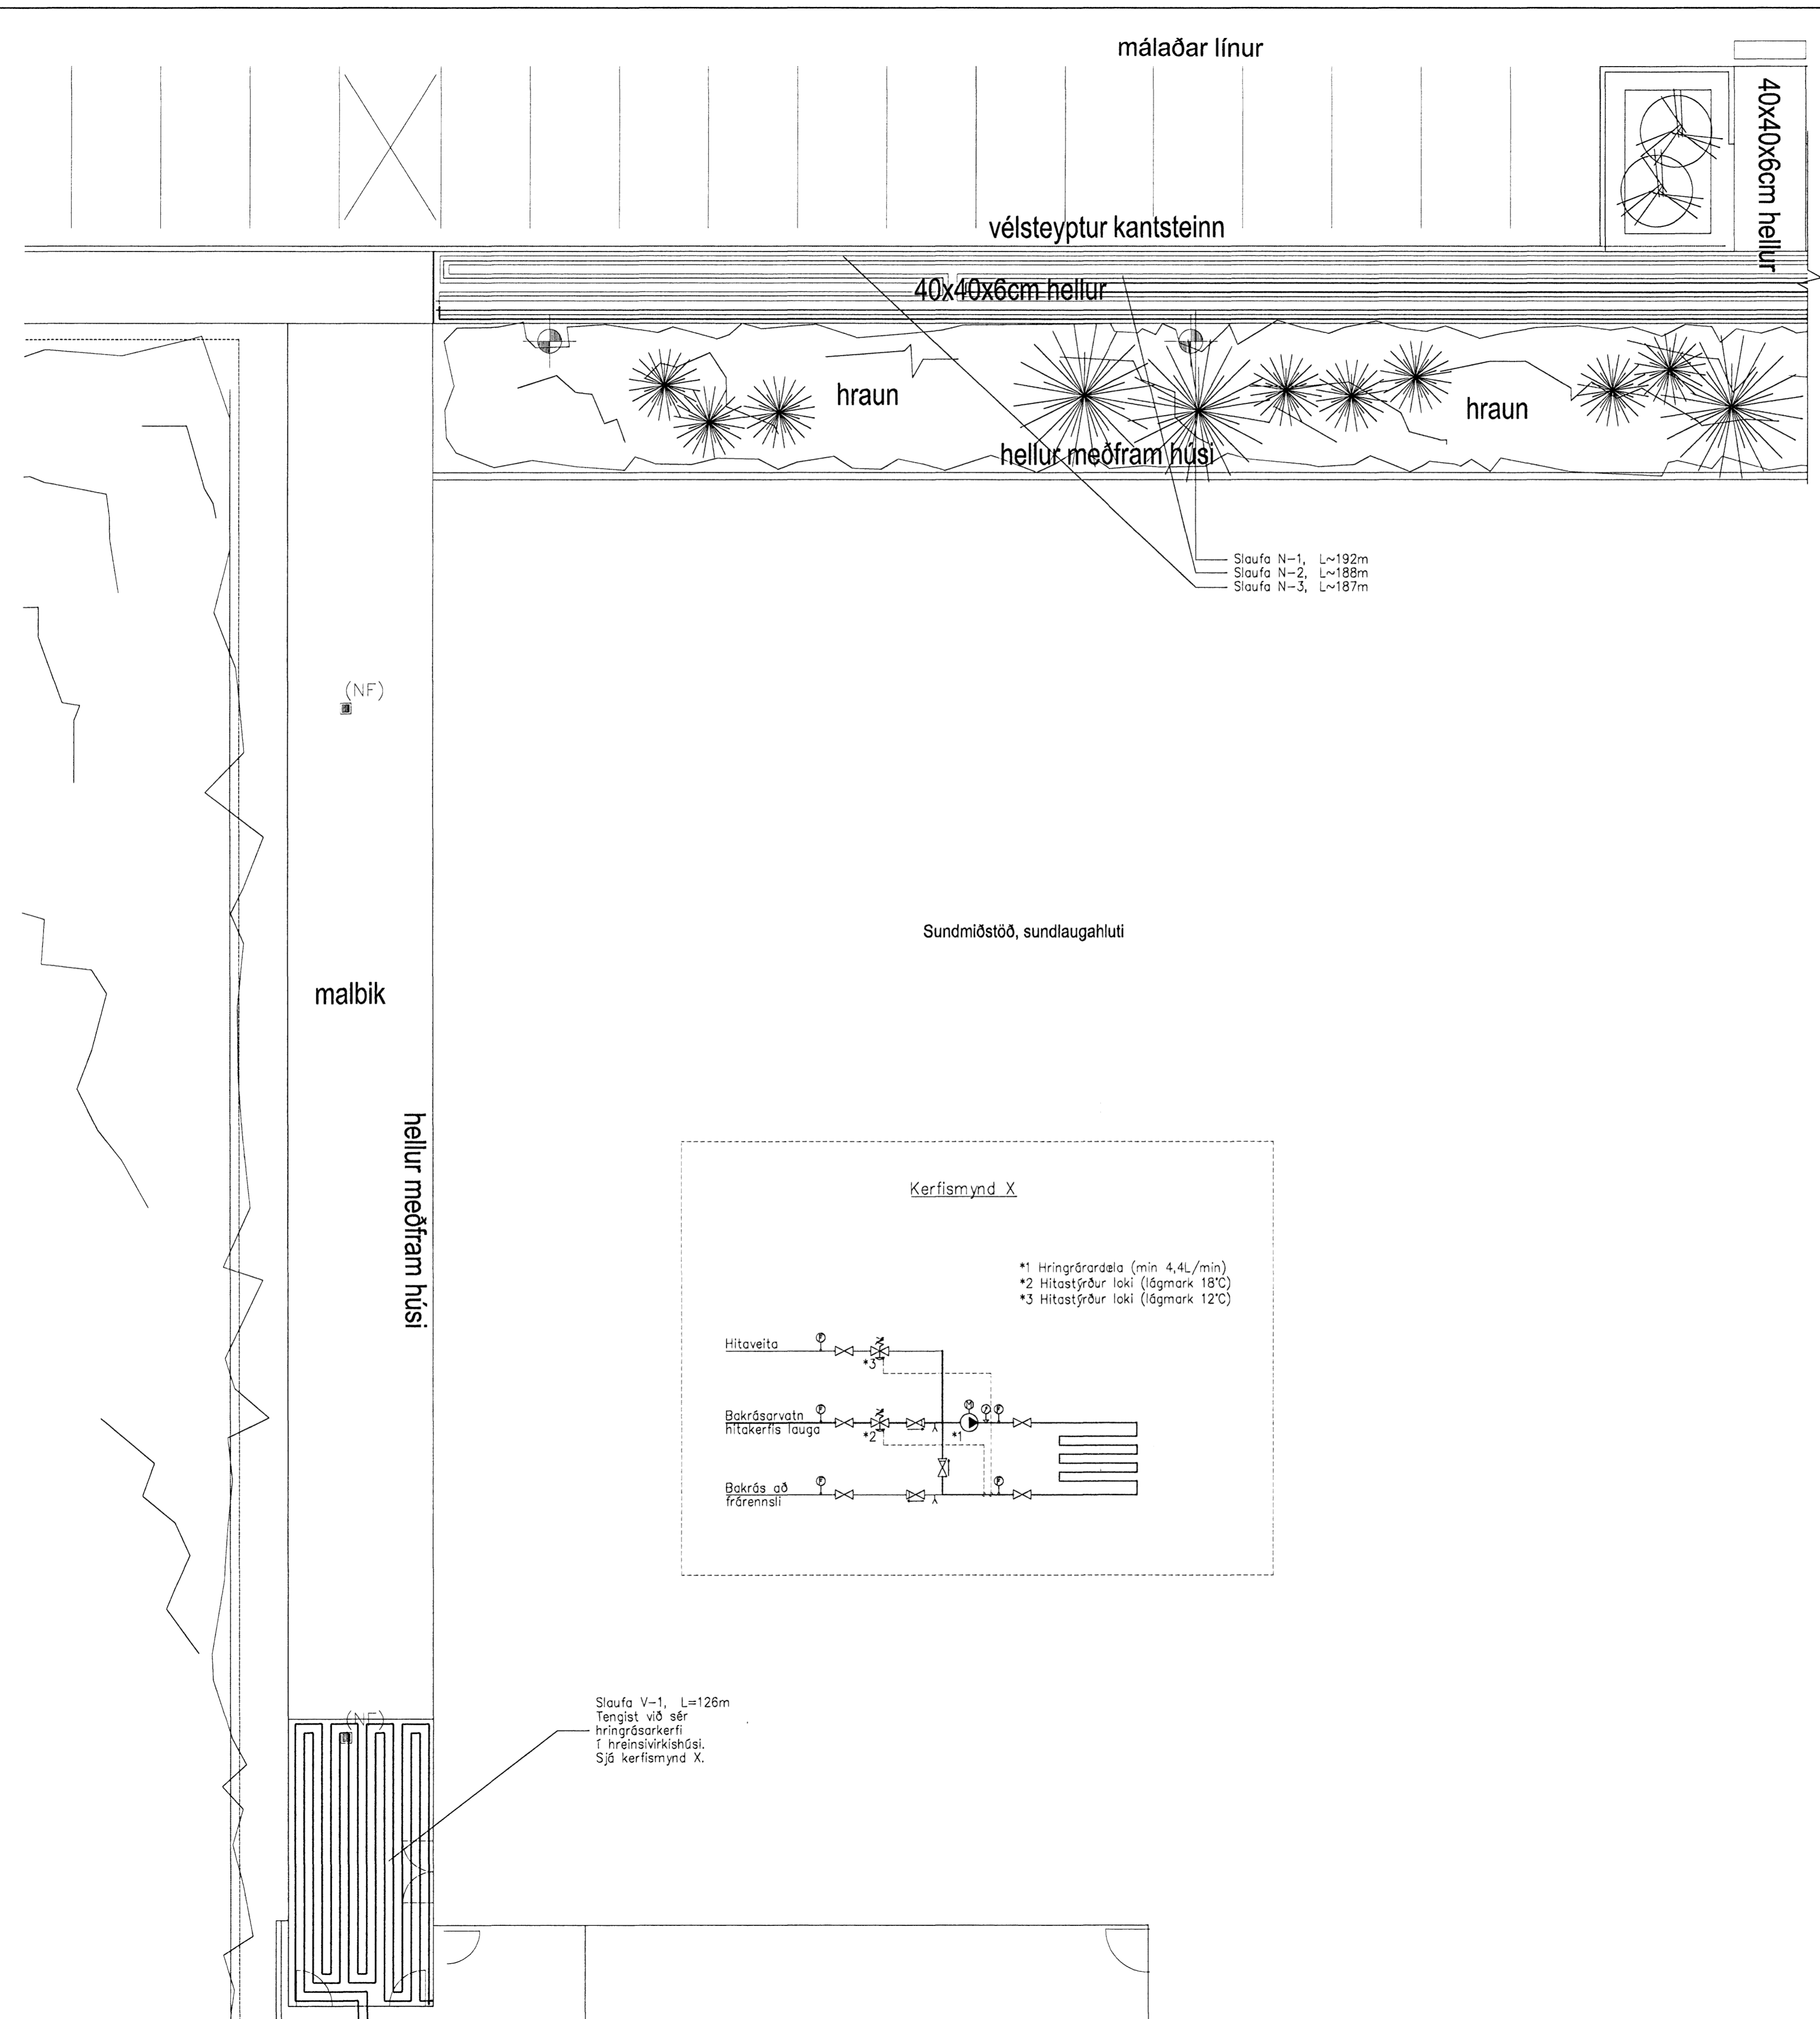 málaðar línur
40x40x6cm hellur
vélsteyptur kantsteinn
40x40x6cm hellur
hraun
hraun
hellur meðfram húsi
Slaufa N-1, L~192m
Slaufa N-2, L~188m
Slaufa N-3, L~187m
(NF)
Sundmiðstöð, sundlaugahluti
malbik
hellur meðfram húsi
Kerfismynd X
*1 Hringrárardæla (min 4,4L/min)
*2 Hitastýrður loki (lágmark 18°C)
*3 Hitastýrður loki (lágmark 12°C)
Hitaveita
*3
Bakrásarvatn
hitakerfis lauga
*2
*1
Bakrás að
frárennsli
Slaufa V-1, L=126m
Tengist við sér
hringrásarkerfi
í hreinsivirkishúsi.
Sjá kerfismynd X.
(NF)